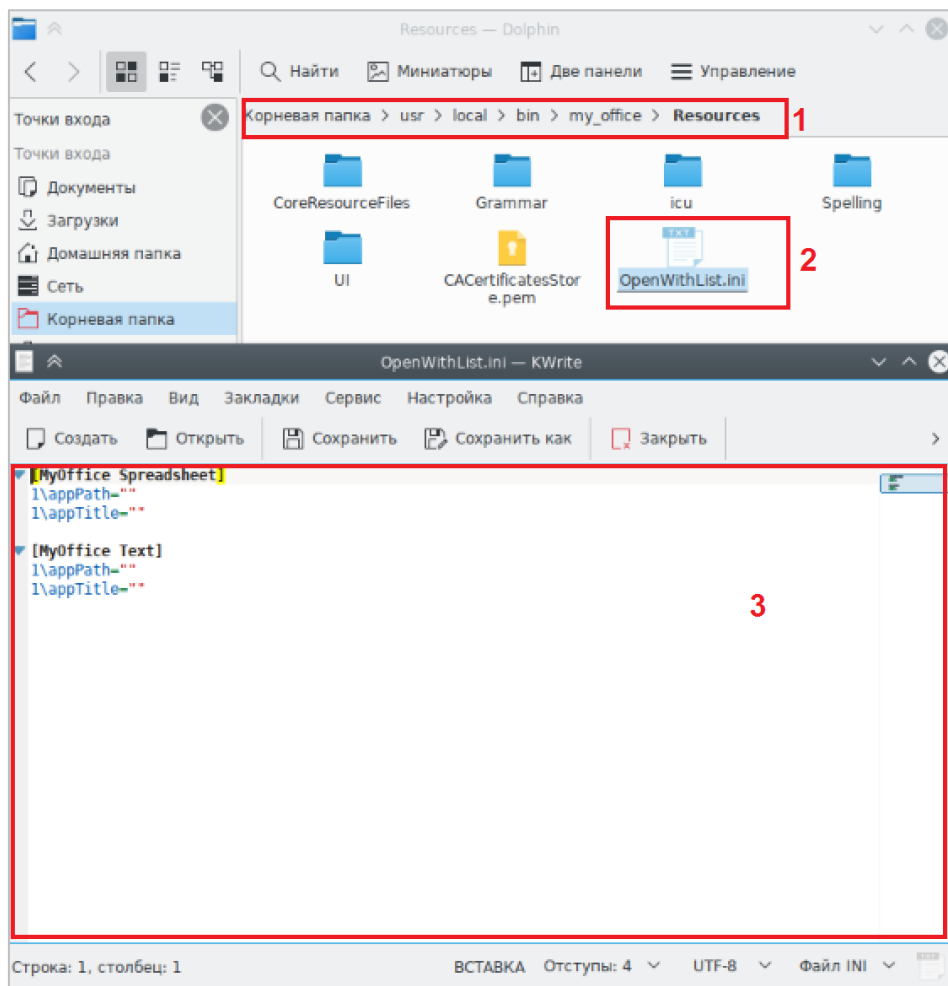 Resources — Dolphin
Найти Миниатюры Две панели Управление
Точки входа
Корневая папка > usr > local > bin > my_office > Resources
1
Точки входа
Документы
Загрузки
Домашняя папка
Сеть
Корневая папка
CoreResourceFiles Grammar icu Spelling
UI
CACertificatesStor
e.pem
TXT
OpenWithList.ini
2
OpenWithList.ini — KWrite
Файл Правка Вид Закладки Сервис Настройка Справка
Создать Открыть Сохранить Сохранить как Закрыть
[MyOffice Spreadsheet]
1\appPath=""
1\appTitle=""
[MyOffice Text]
1\appPath=""
1\appTitle=""
3
Строка: 1, столбец: 1 ВСТАВКА Отступы: 4 UTF-8 Файл INI